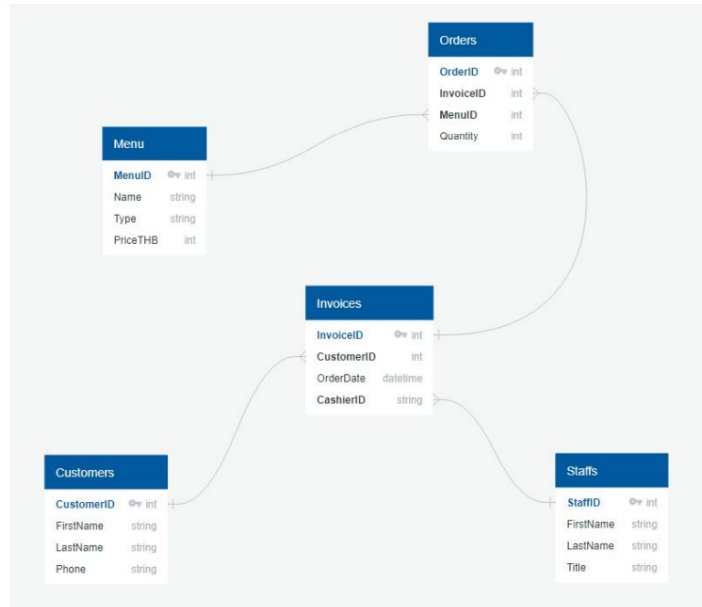 Orders
OrderID int
InvoiceID int
MenuID int
Quantity int
Menu
MenuID int
Name string
Type string
PriceTHB int
Invoices
InvoiceID int
CustomerID int
OrderDate datetime
CashierID string
Customers
CustomerID int
FirstName string
LastName string
Phone string
Staffs
StaffID int
FirstName string
LastName string
Title string